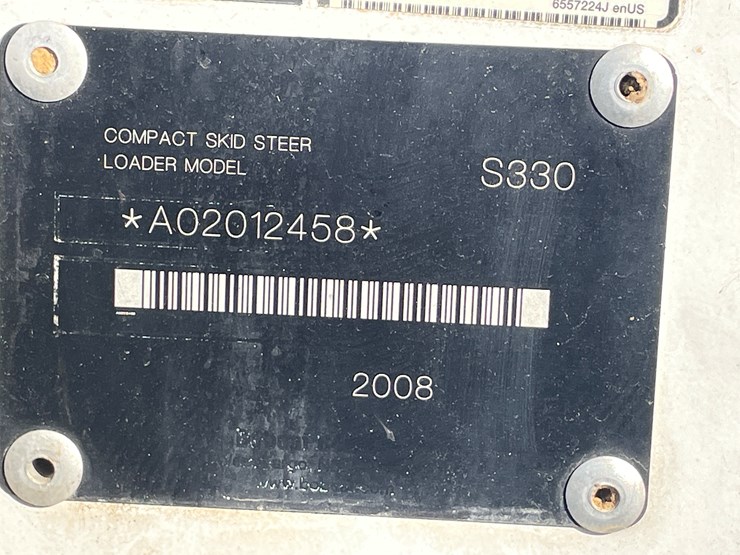 6557224J enUS
COMPACT SKID STEER
LOADER MODEL
S330
*A02012458*
2008